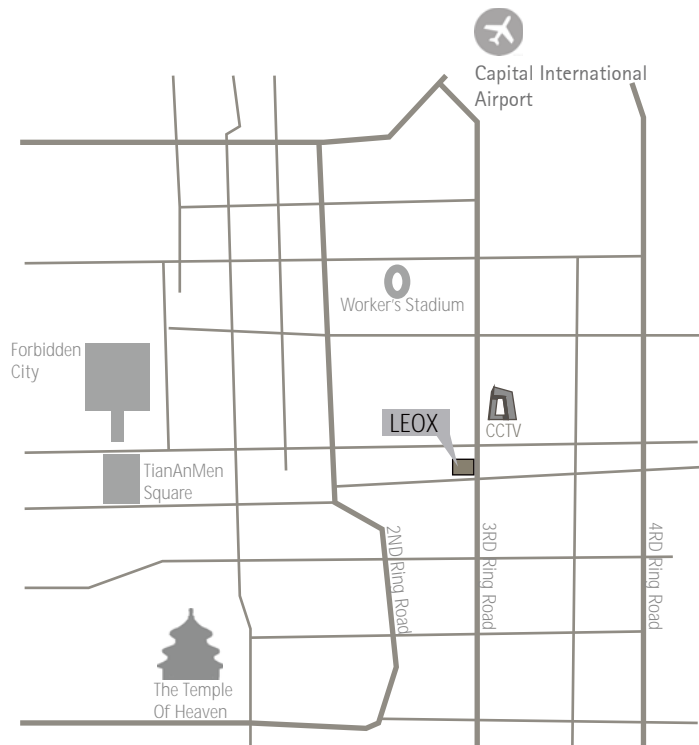 Capital International
Airport
Worker's Stadium
Forbidden
City
LEOX
CCTV
TianAnMen
Square
2ND Ring Road
3RD Ring Road
4RD Ring Road
The Temple
Of Heaven